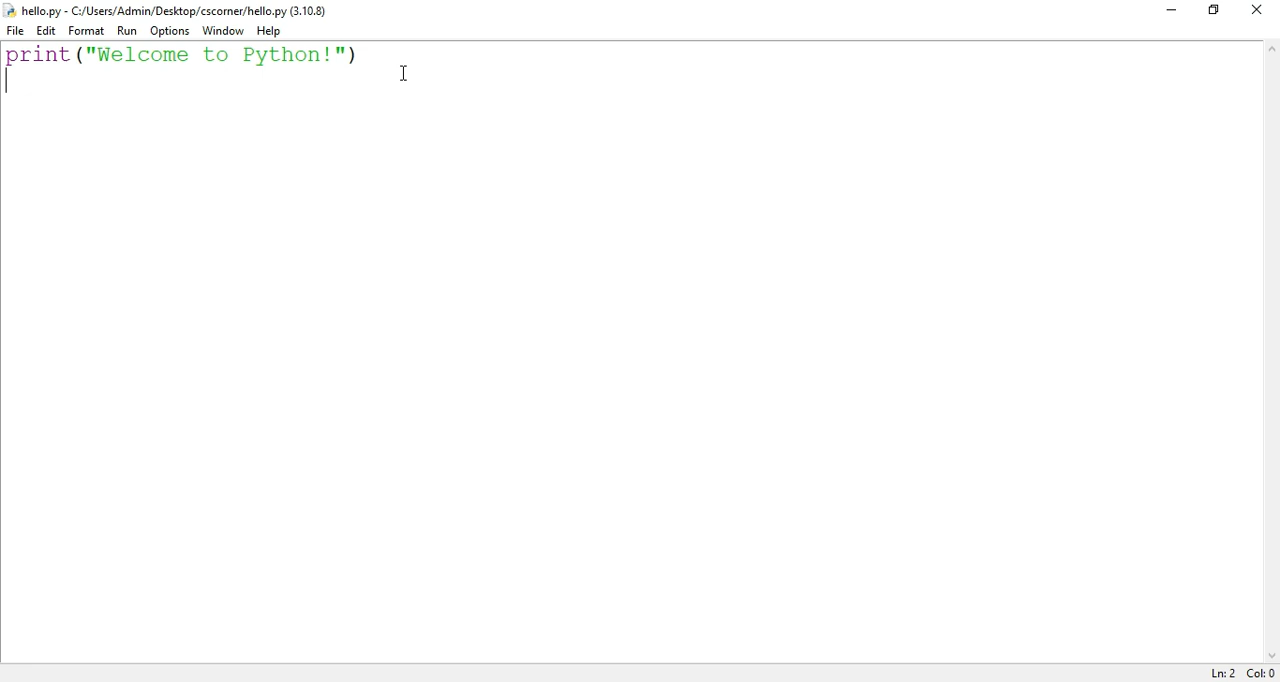 hello.py - C:/Users/Admin/Desktop/cscorner/hello.py (3.10.8)
File Edit Format Run Options Window Help
print("Welcome to Python!")
Ln: 2 Col: 0